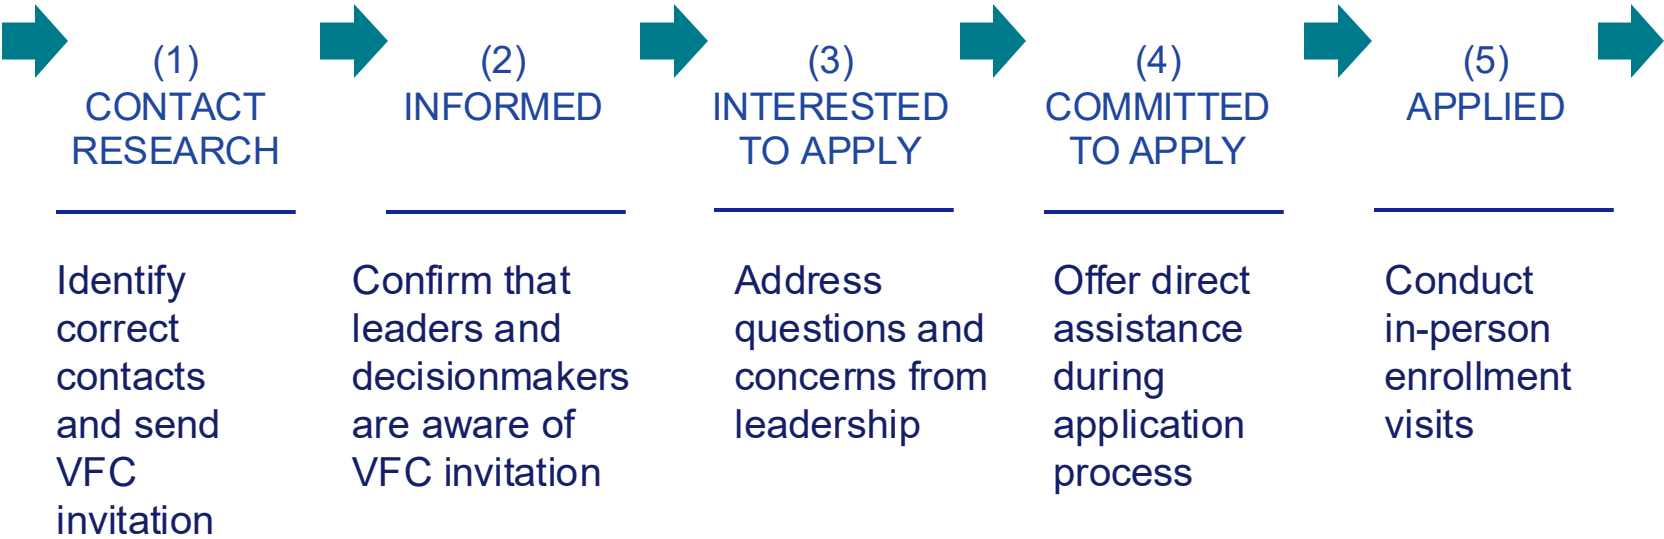 (1)
CONTACT
RESEARCH
Identify
correct
contacts
and send
VFC
invitation
(2)
INFORMED
Confirm that
leaders and
decisionmakers
are aware of
VFC invitation
(3)
INTERESTED
TO APPLY
Address
questions and
concerns from
leadership
(4)
COMMITTED
TO APPLY
Offer direct
assistance
during
application
process
(5)
APPLIED
Conduct
in-person
enrollment
visits